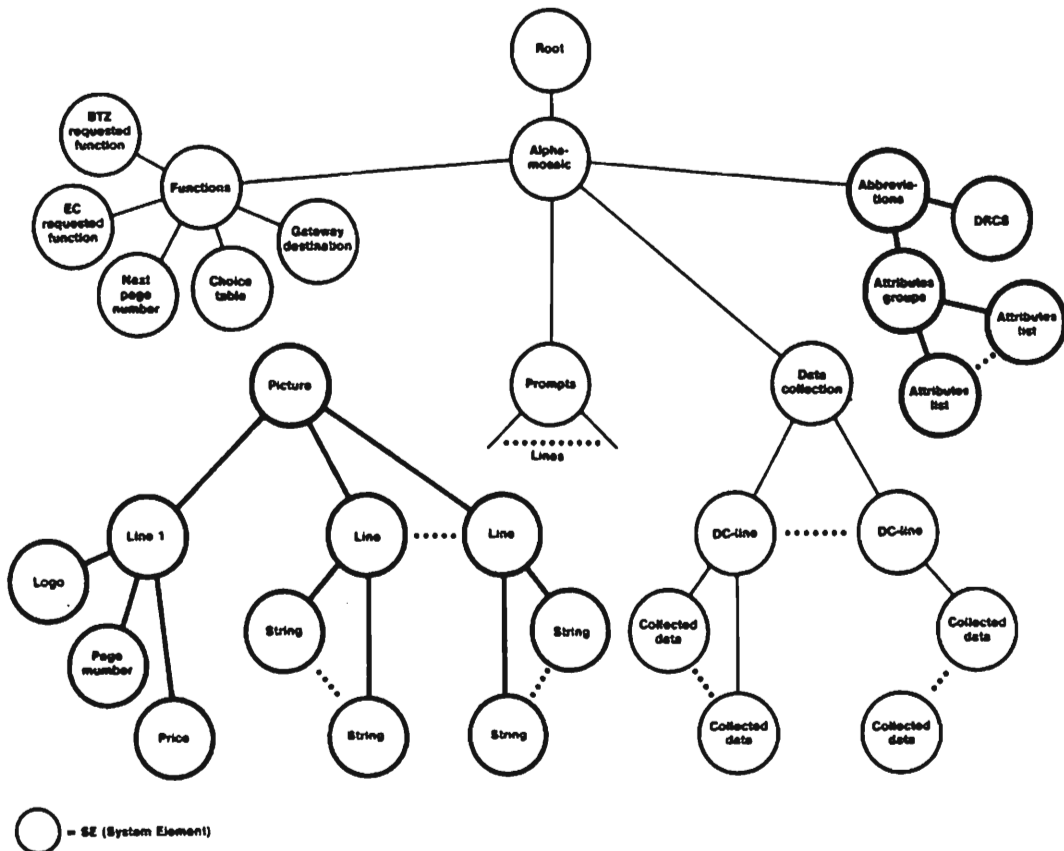 Root
BTZ
requested
function
Alpha-
mosaic
Functions
Abbrevia-
tions
EC
requested
function
Gateway
destination
DRCS
Next
page
number
Choice
table
Attributes
groups
Attributes
list
Picture
Prompts
Data
collection
Attributes
list
Lines
Line 1
Line
Line
DC-line
DC-line
Logo
String
String
Collected
data
Collected
data
Page
mumber
Price
String
String
Collected
data
Collected
data
= SE (System Element)